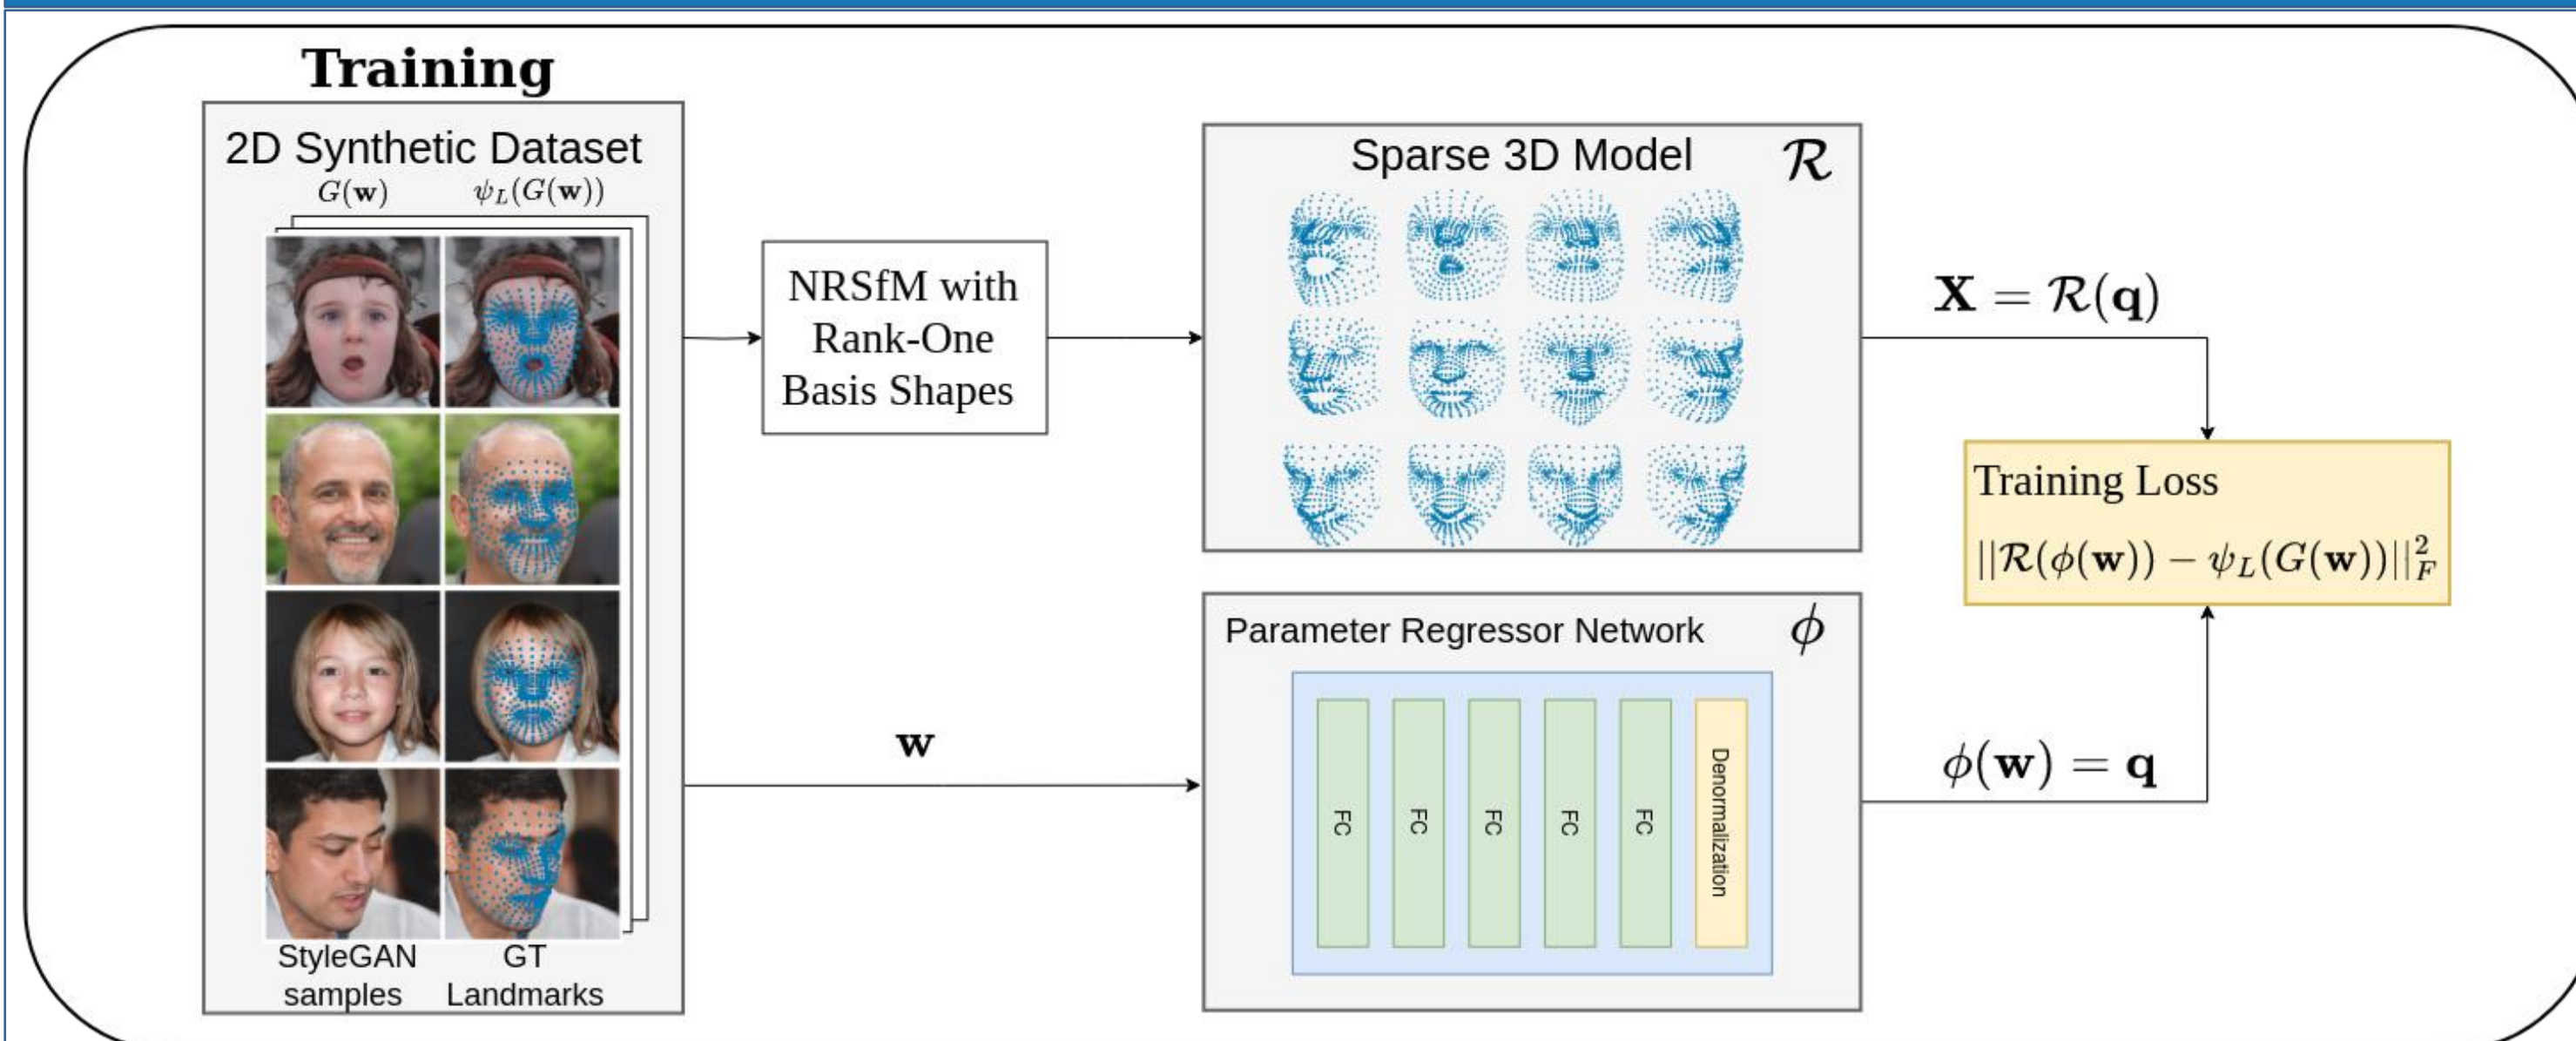 Training
2D Synthetic Dataset
G(w) ψ_L(G(w))
StyleGAN samples
GT Landmarks
NRSfM with
Rank-One
Basis Shapes
Sparse 3D Model ℛ
X = ℛ(q)
Training Loss
||ℛ(ϕ(w)) − ψ_L(G(w))||²_F
w
Parameter Regressor Network ϕ
FC
FC
FC
FC
FC
Denormalization
ϕ(w) = q